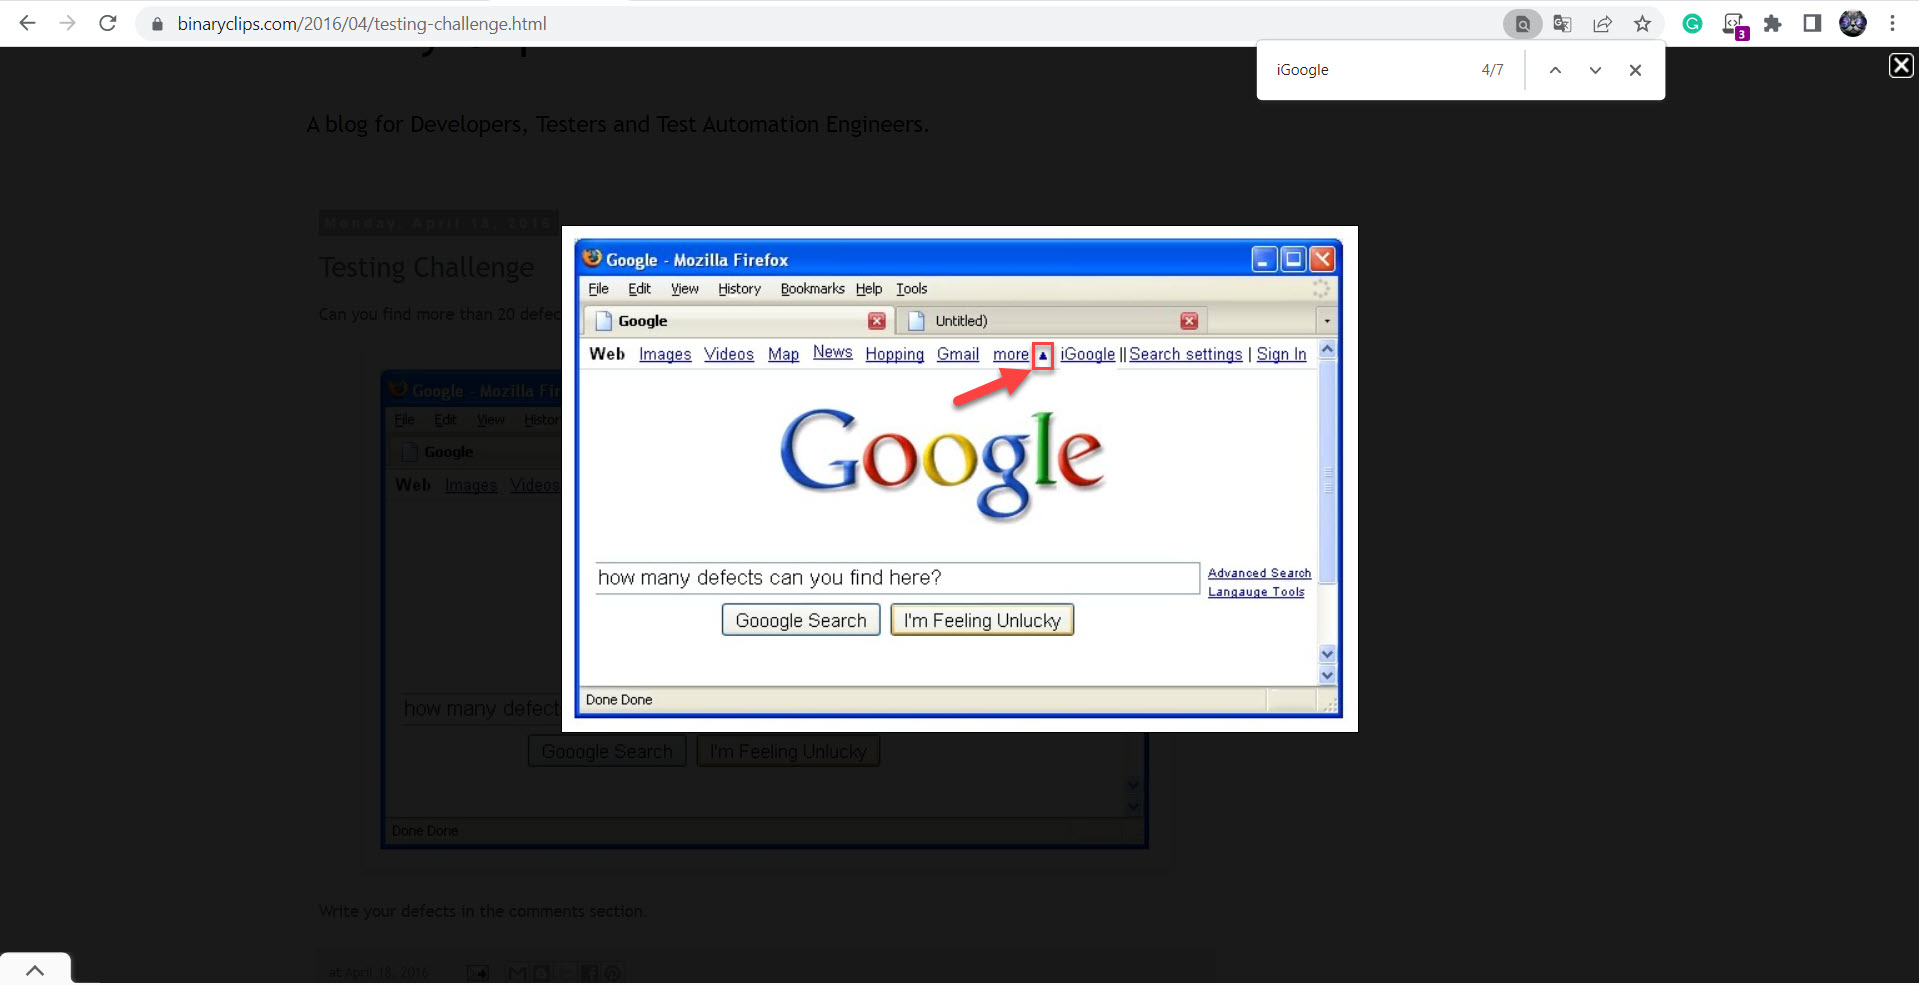 binaryclips.com/2016/04/testing-challenge.html
3
iGoogle 4/7
A blog for Developers, Testers and Test Automation Engineers.
Monday, April 18, 2016
Testing Challenge
Can you find more than 20 defec
Google - Mozilla Firefox
File Edit View History Bookmarks Help Tools
Google Untitled)
Web Images Videos Map News Hopping Gmail more ▲ iGoogle || Search settings | Sign In
Google
how many defects can you find here?
Advanced Search
Langauge Tools
Gooogle Search I'm Feeling Unlucky
Done Done
Google - Mozilla Fir
File Edit View Histor
Google
Web Images Videos
how many defect
Gooogle Search I'm Feeling Unlucky
Done Done
Write your defects in the comments section.
at April 18, 2016